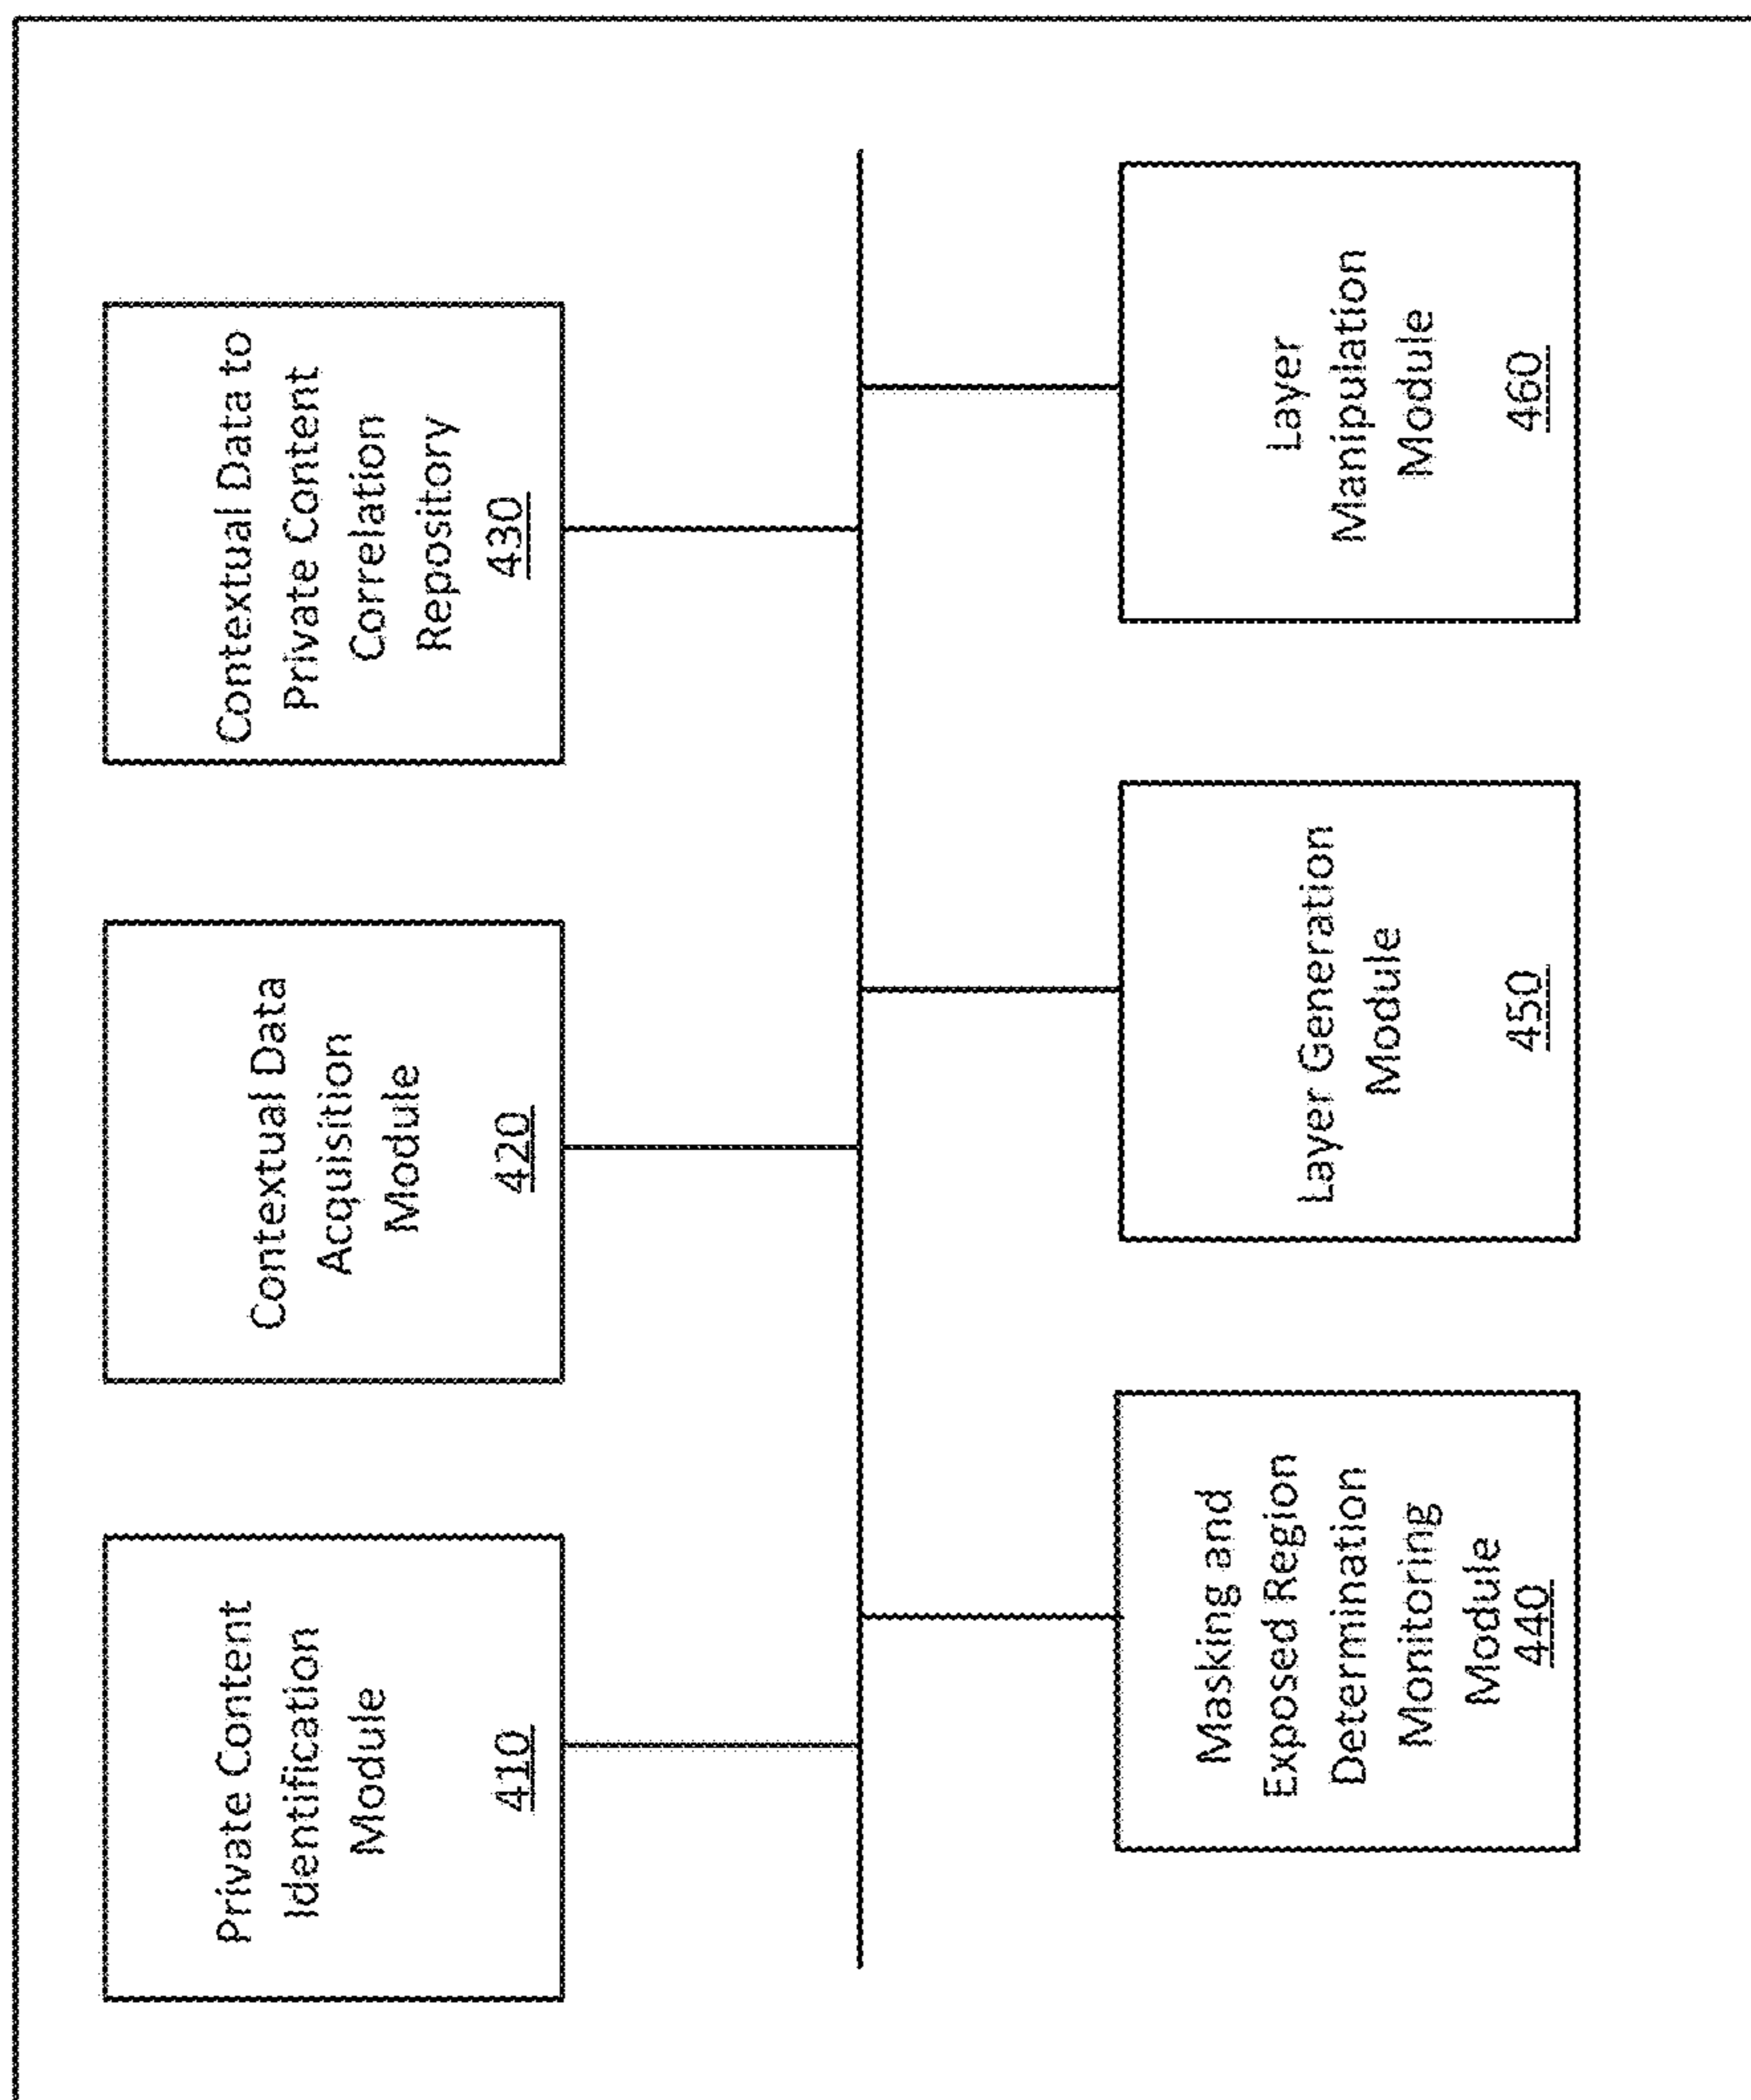 Private Content
Identification
Module
410
Contextual Data
Acquisition
Module
420
Contextual Data to
Private Content
Correlation
Repository
430
Masking and
Exposed Region
Determination
Monitoring
Module
440
Layer Generation
Module
450
Layer
Manipulation
Module
460